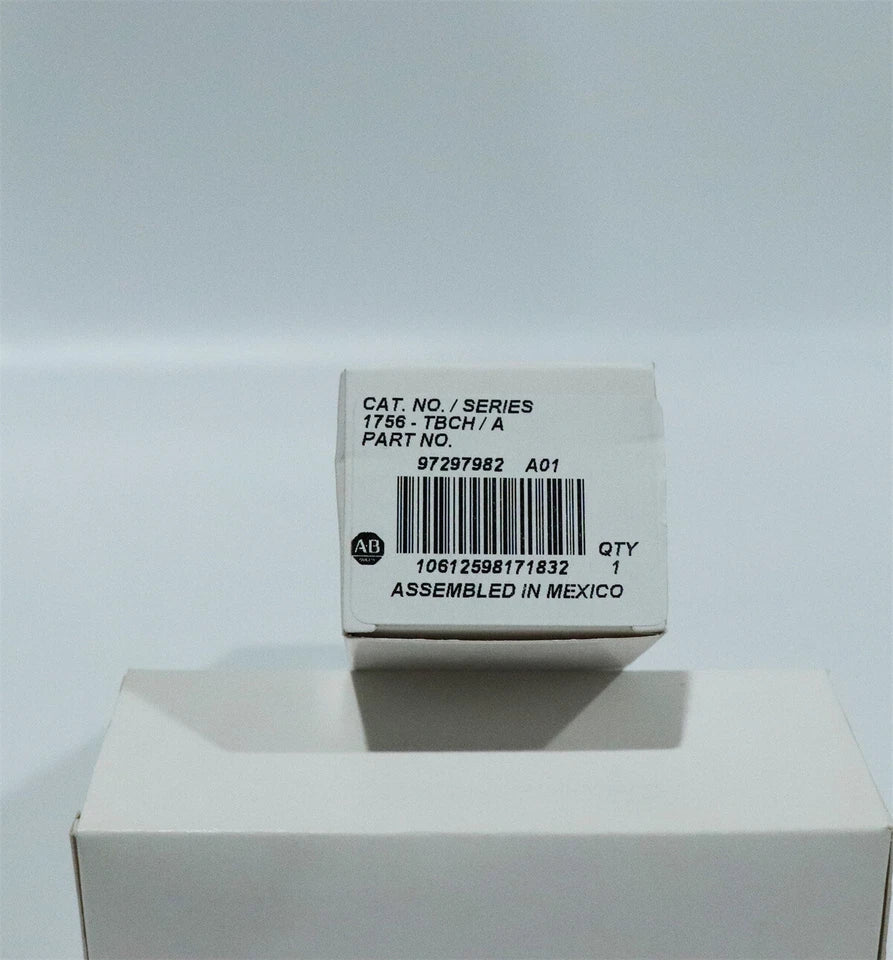 CAT. NO. / SERIES
1756 - TBCH / A
PART NO.
97297982 A01
AB
10612598171832
QTY
1
ASSEMBLED IN MEXICO